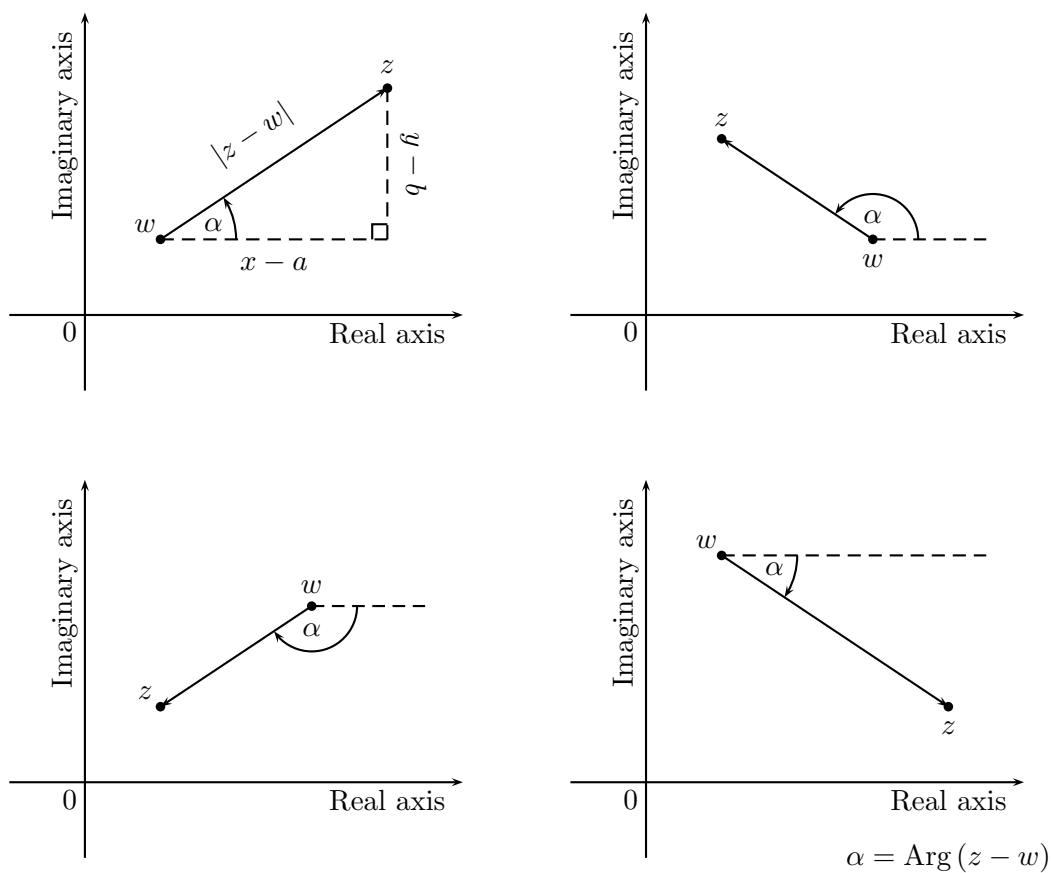 Imaginary axis
z
|z − w|
y − b
w
α
x − a
0
Real axis
Imaginary axis
z
α
w
0
Real axis
Imaginary axis
w
α
z
0
Real axis
Imaginary axis
w
α
z
0
Real axis
α = Arg (z − w)